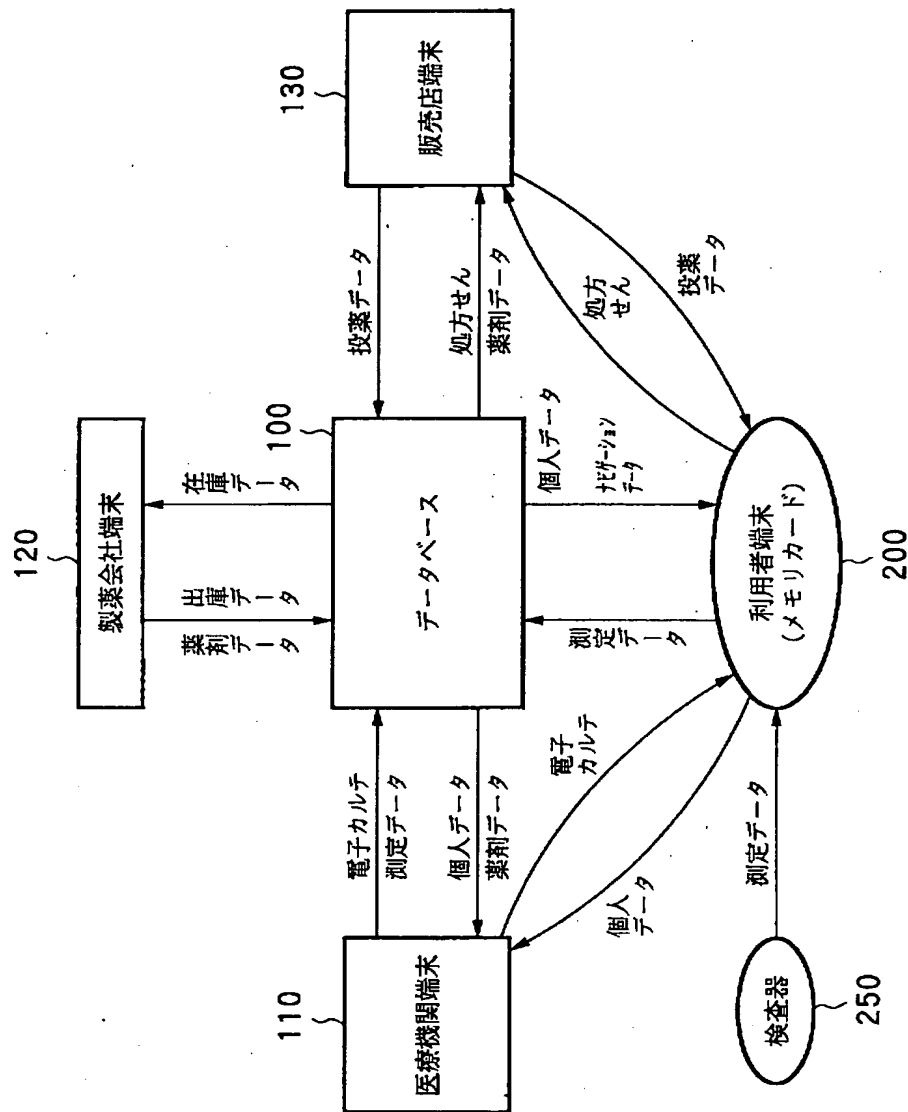 120
製薬会社端末
薬剤データ
出庫データ
在庫データ
110
医療機関端末
電子カルテ
測定データ
個人データ
薬剤データ
100
データベース
投薬データ
処方せん
薬剤データ
130
販売店端末
電子
カルテ
個人
データ
測定データ
個人データ
ナビゲーション
データ
処方
せん
投薬
データ
250
検査器
測定データ
利用者端末
(メモリカード)
200